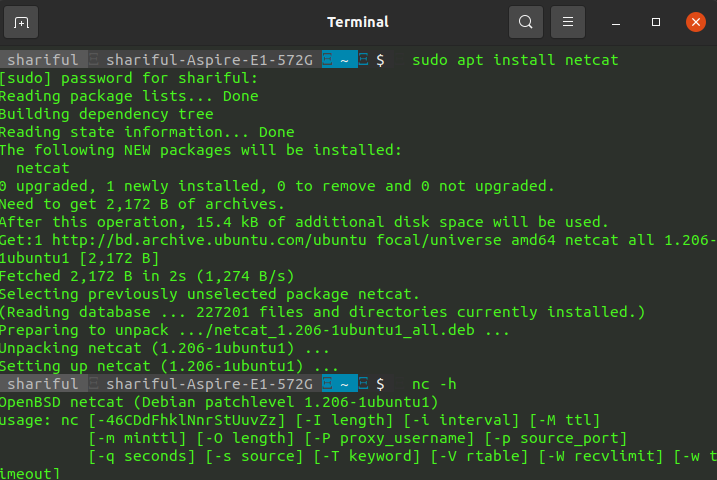 Terminal
shariful shariful-Aspire-E1-572G ~ $ sudo apt install netcat
[sudo] password for shariful:
Reading package lists... Done
Building dependency tree
Reading state information... Done
The following NEW packages will be installed:
  netcat
0 upgraded, 1 newly installed, 0 to remove and 0 not upgraded.
Need to get 2,172 B of archives.
After this operation, 15.4 kB of additional disk space will be used.
Get:1 http://bd.archive.ubuntu.com/ubuntu focal/universe amd64 netcat all 1.206-
1ubuntu1 [2,172 B]
Fetched 2,172 B in 2s (1,274 B/s)
Selecting previously unselected package netcat.
(Reading database ... 227201 files and directories currently installed.)
Preparing to unpack .../netcat_1.206-1ubuntu1_all.deb ...
Unpacking netcat (1.206-1ubuntu1) ...
Setting up netcat (1.206-1ubuntu1) ...
shariful shariful-Aspire-E1-572G ~ $ nc -h
OpenBSD netcat (Debian patchlevel 1.206-1ubuntu1)
usage: nc [-46CDdFhklNnrStUuvZz] [-I length] [-i interval] [-M ttl]
          [-m minttl] [-O length] [-P proxy_username] [-p source_port]
          [-q seconds] [-s source] [-T keyword] [-V rtable] [-W recvlimit] [-w t
imeout]